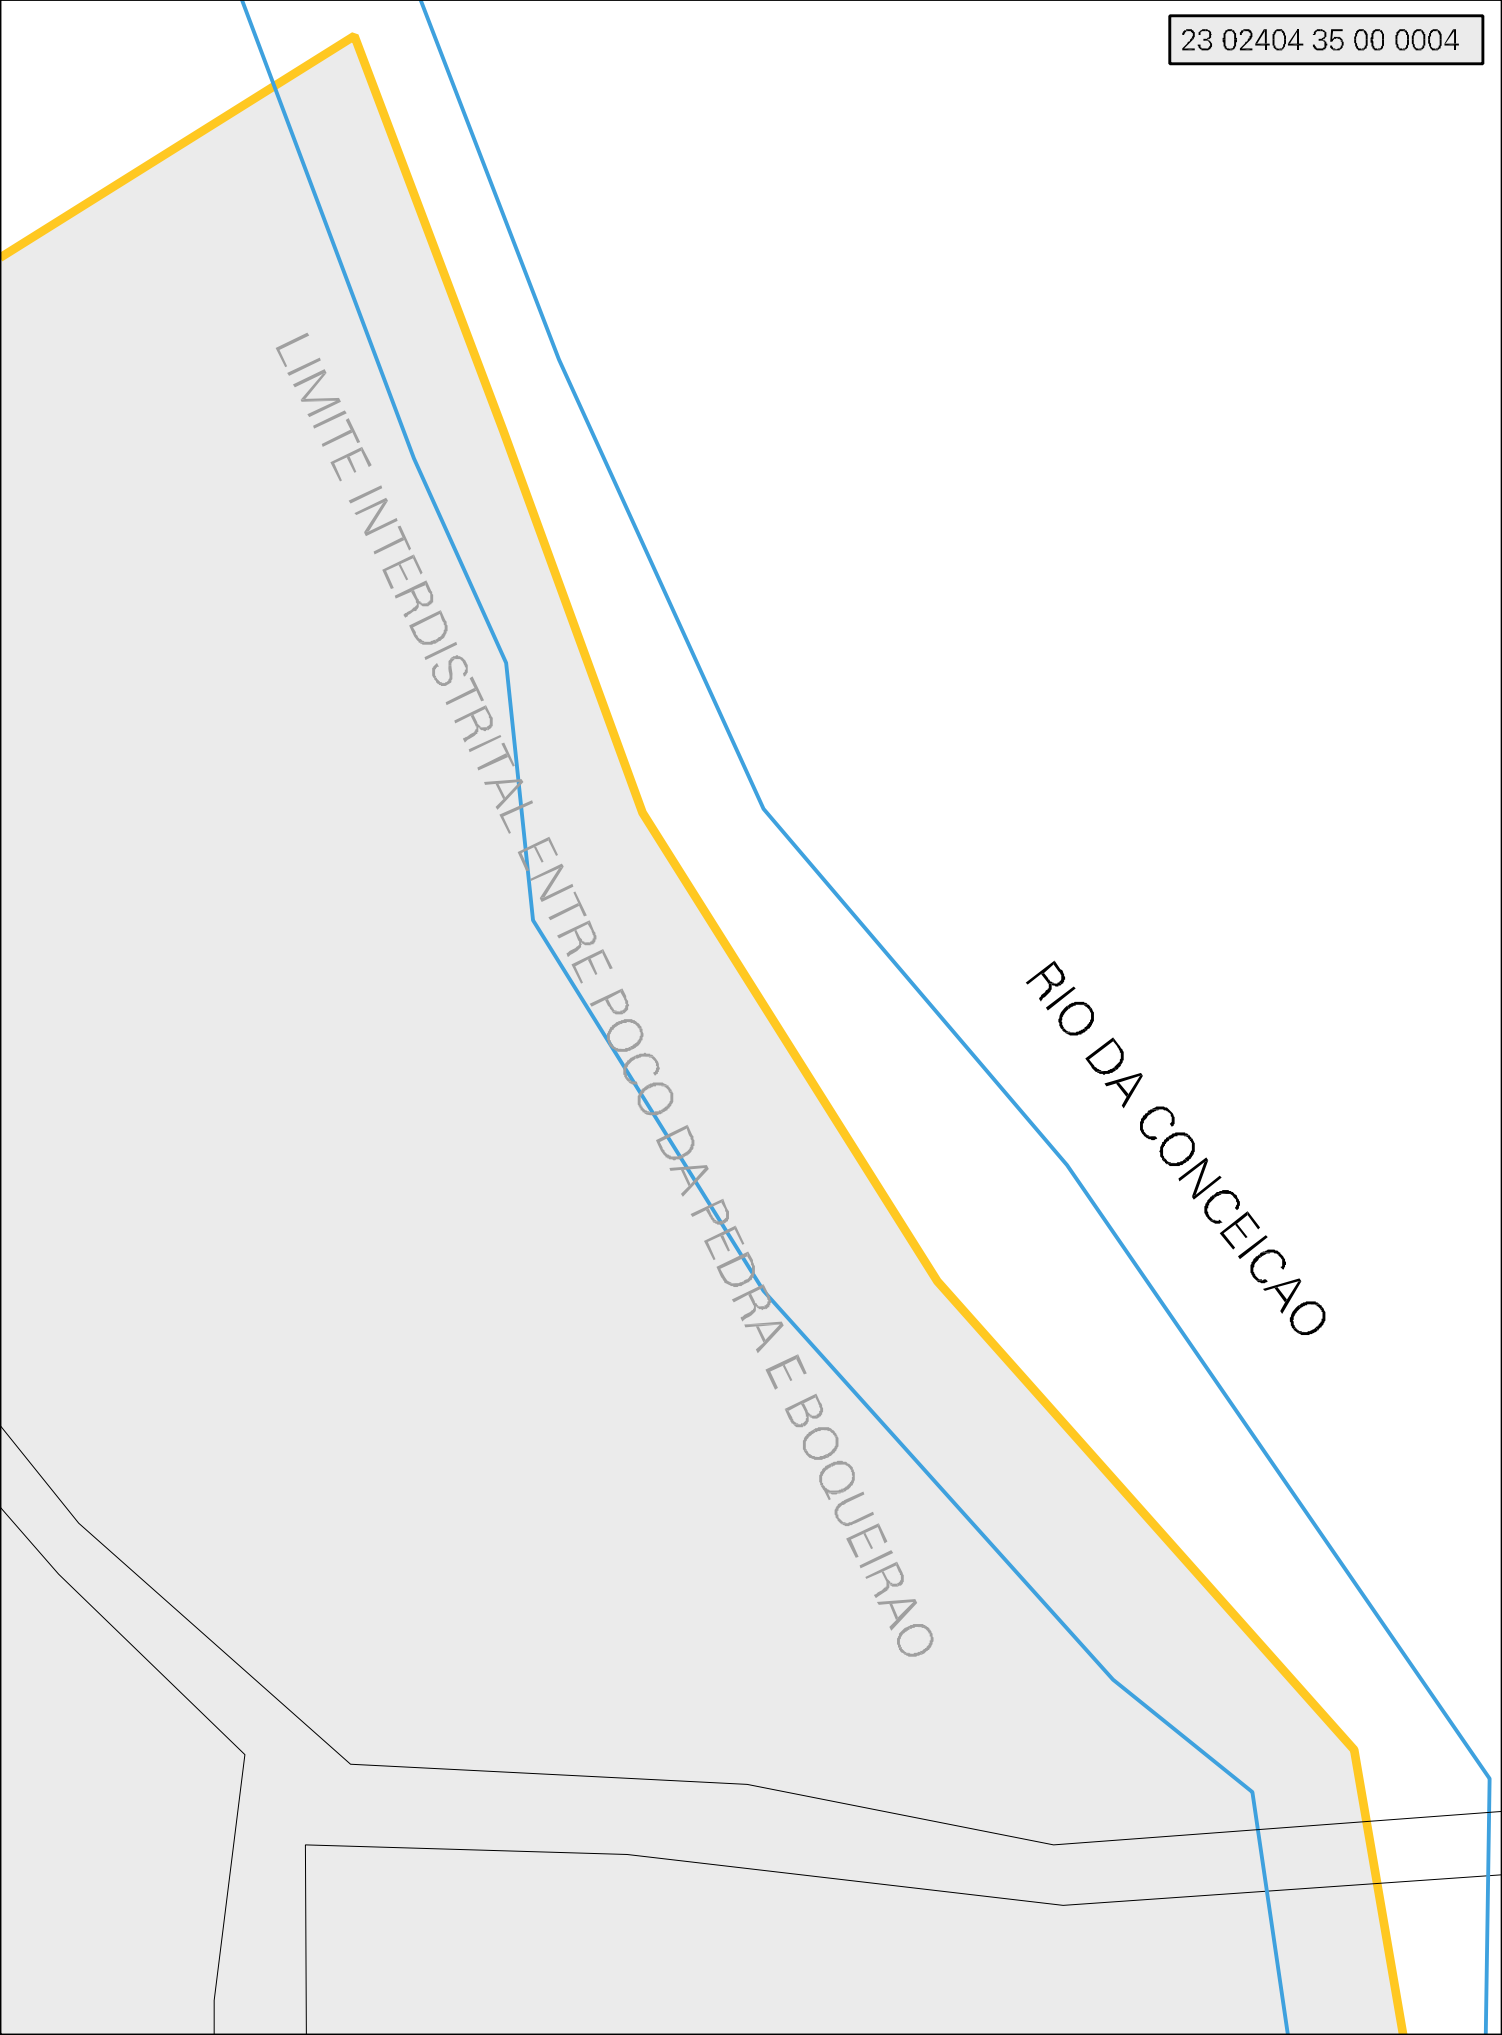 23 02404 35 00 0004
LIMITE INTERDISTRITAL ENTRE POCO DA PEDRA E BOQUEIRAO
RIO DA CONCEICAO